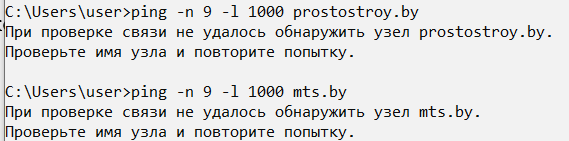 C:\Users\user>ping -n 9 -l 1000 prostostroy.by
При проверке связи не удалось обнаружить узел prostostroy.by.
Проверьте имя узла и повторите попытку.
C:\Users\user>ping -n 9 -l 1000 mts.by
При проверке связи не удалось обнаружить узел mts.by.
Проверьте имя узла и повторите попытку.